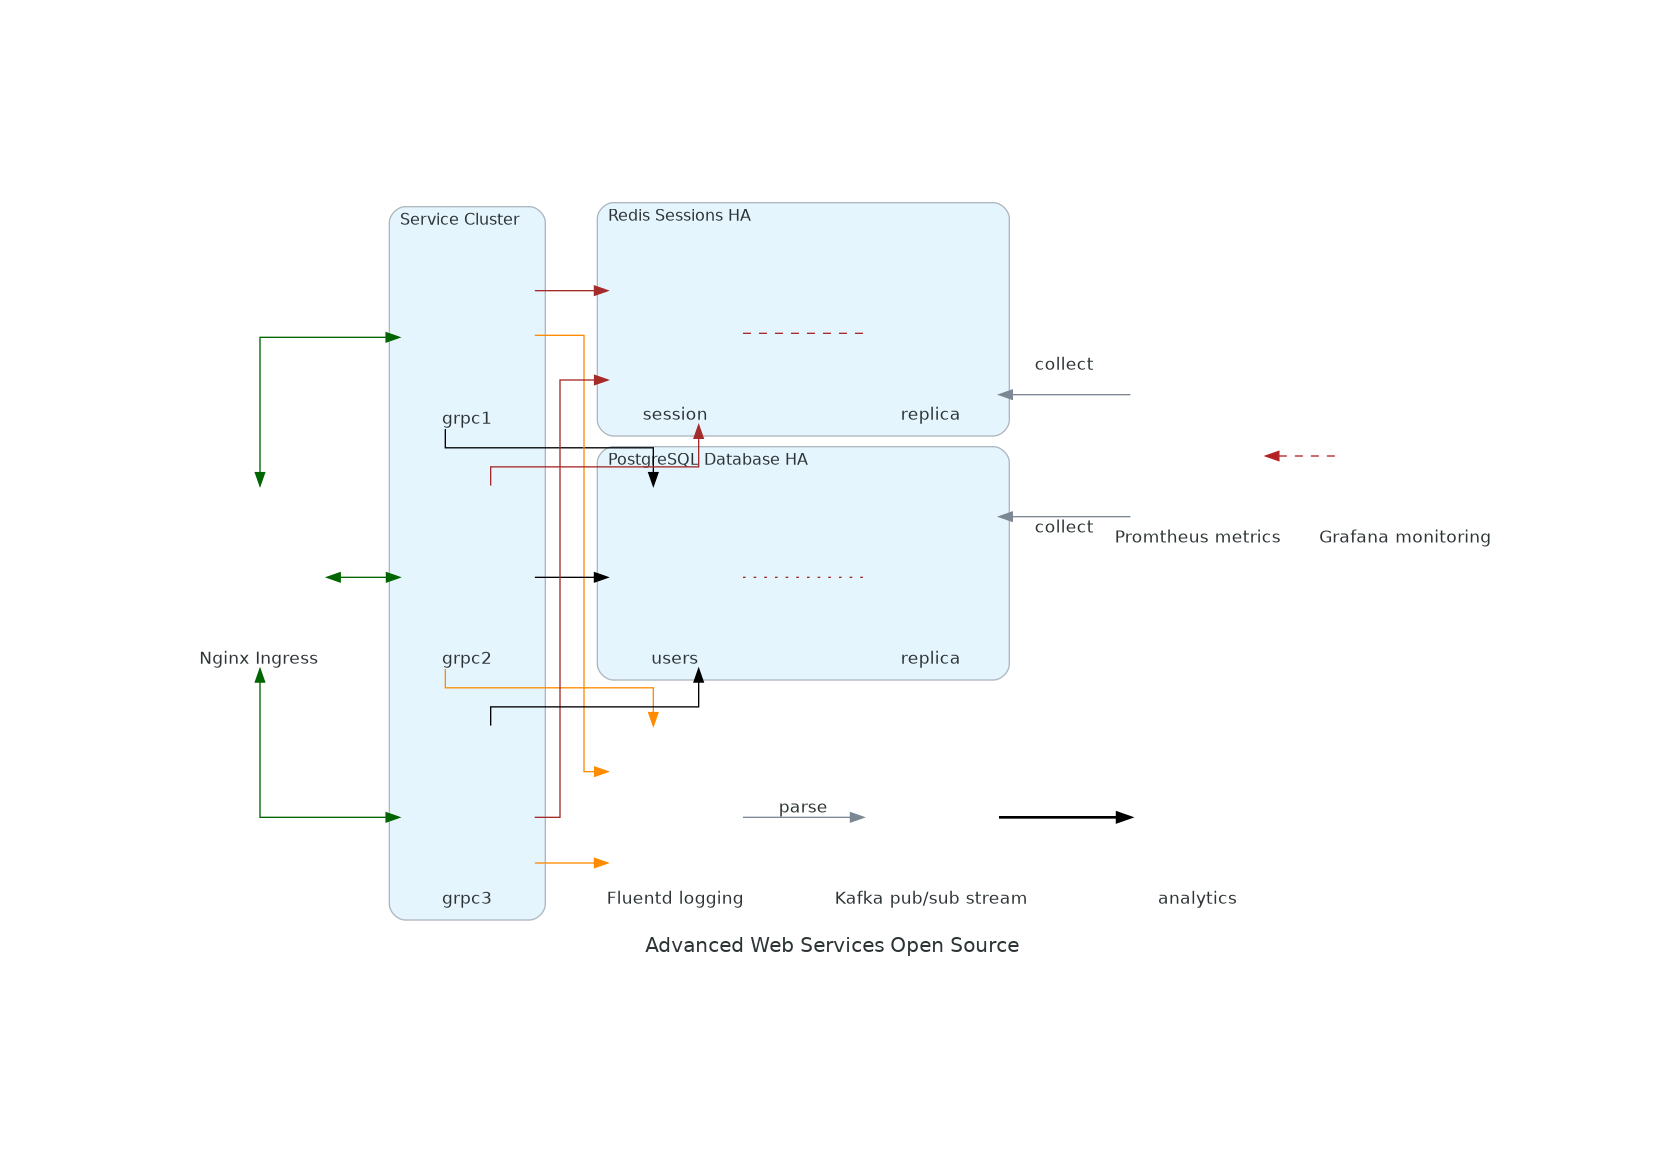 Service Cluster
Redis Sessions HA
collect
grpc1
session
replica
PostgreSQL Database HA
collect
Promtheus metrics
Grafana monitoring
Nginx Ingress
grpc2
users
replica
parse
grpc3
Fluentd logging
Kafka pub/sub stream
analytics
Advanced Web Services Open Source